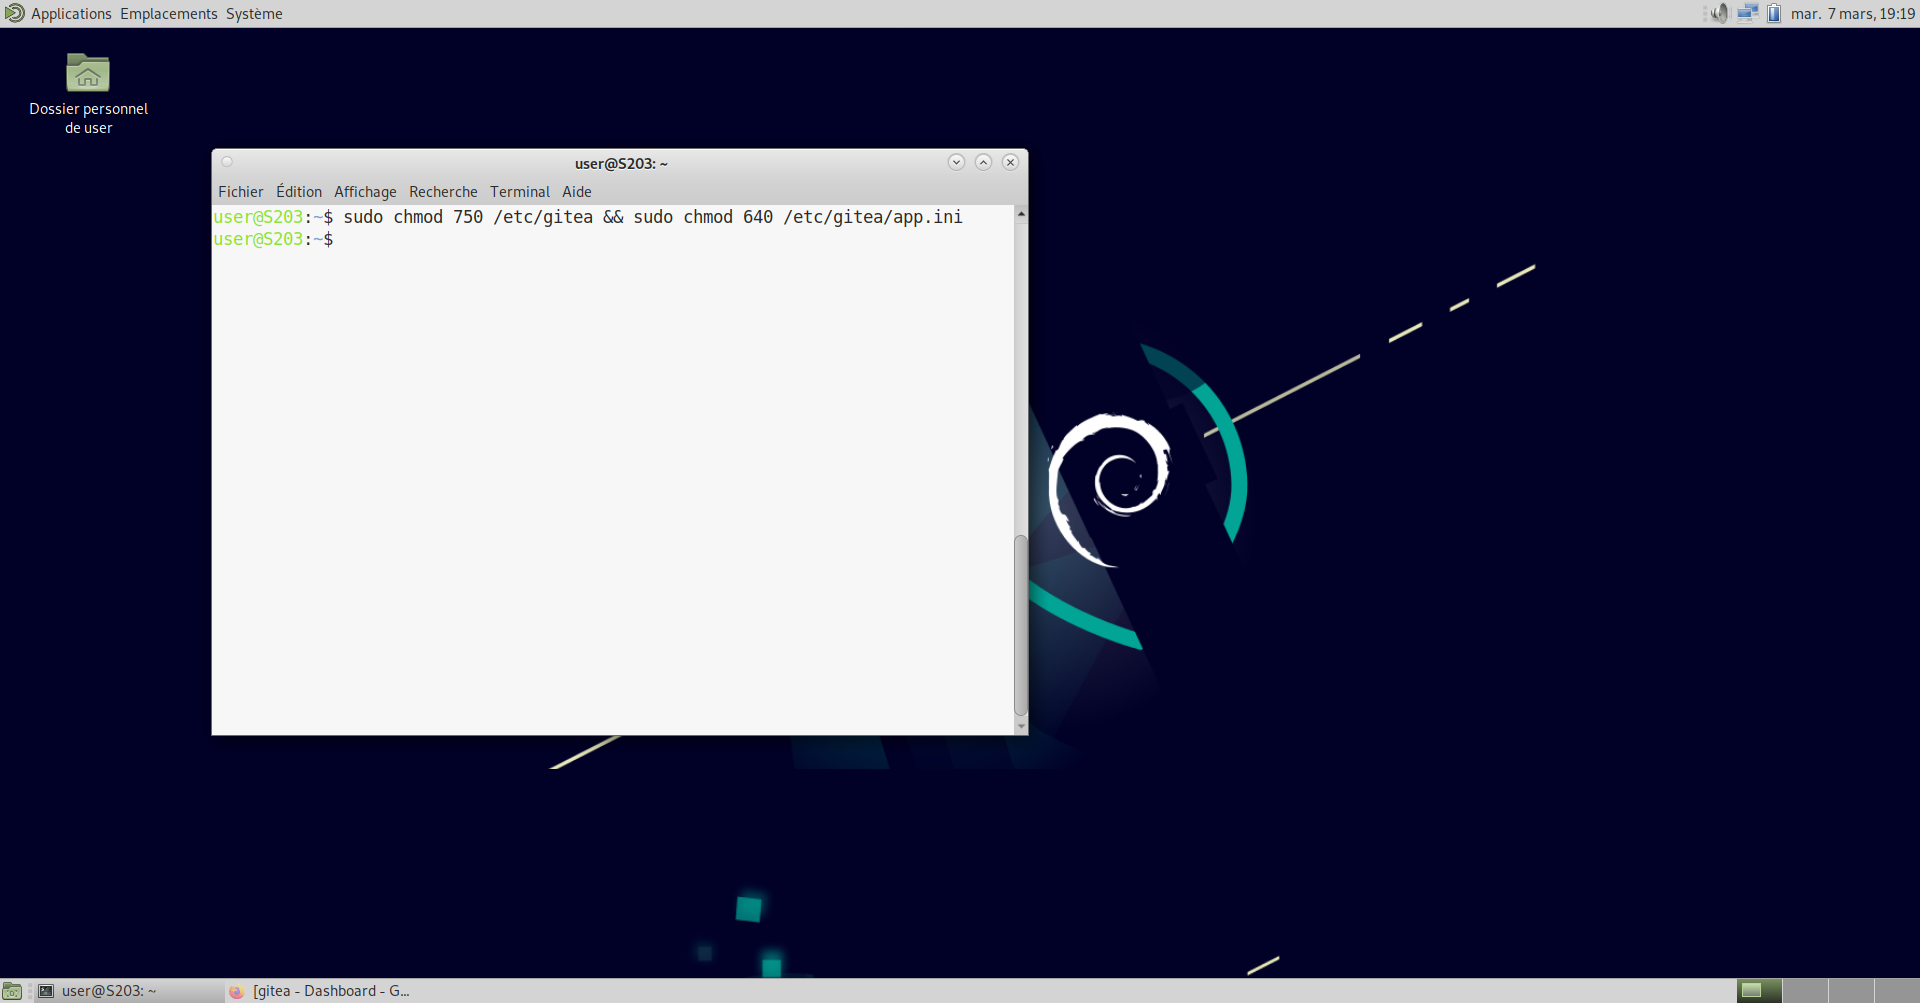 Applications Emplacements Système
mar. 7 mars, 19:19
Dossier personnel
de user
user@S203: ~
Fichier Édition Affichage Recherche Terminal Aide
user@S203:~$ sudo chmod 750 /etc/gitea && sudo chmod 640 /etc/gitea/app.ini
user@S203:~$
user@S203: ~
[gitea - Dashboard - G...